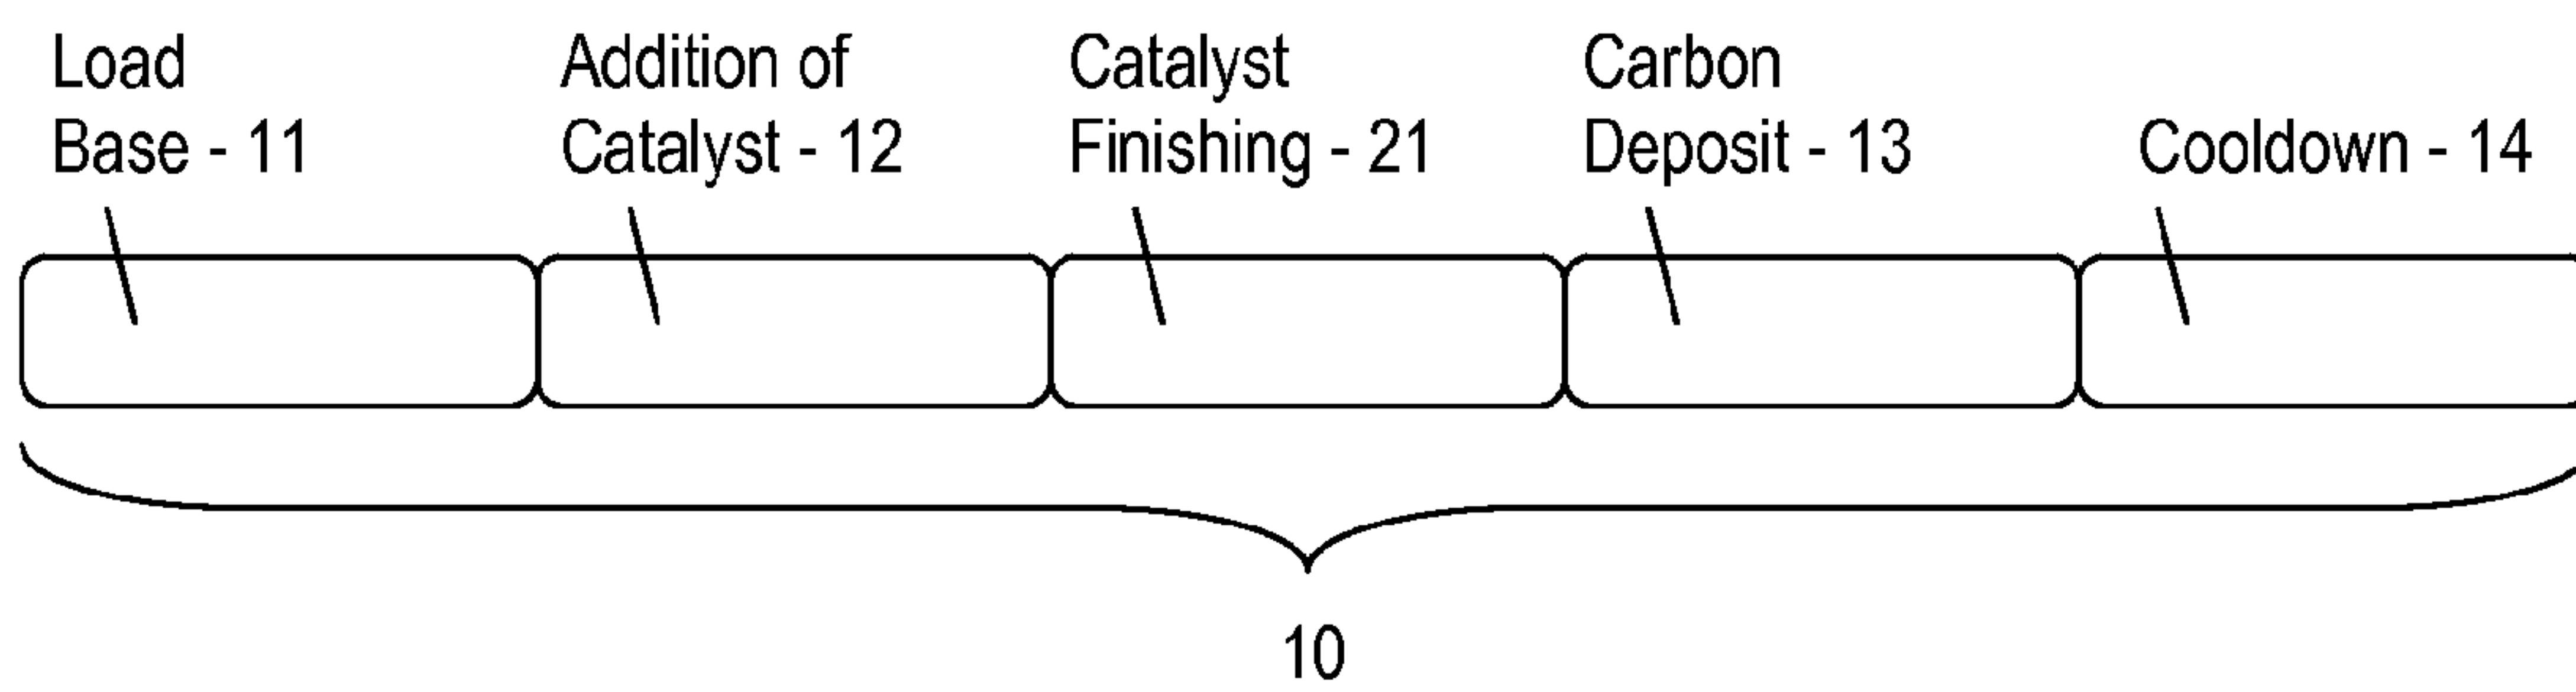 Load
Base - 11
Addition of
Catalyst - 12
Catalyst
Finishing - 21
Carbon
Deposit - 13
Cooldown - 14
10